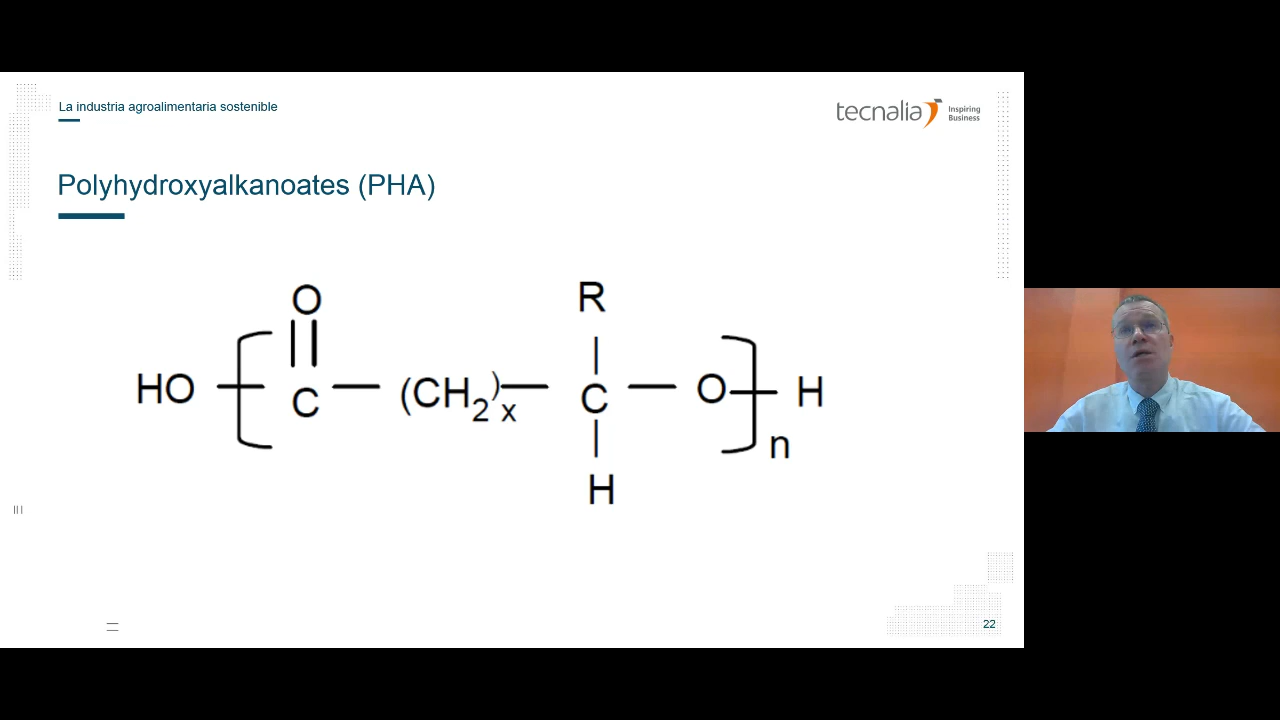 La industria agroalimentaria sostenible
tecnalia Inspiring
Business
Polyhydroxyalkanoates (PHA)
O R
HO C (CH2)x C O H
n
H
22